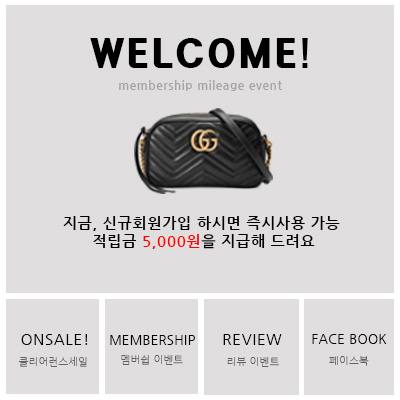 WELCOME!
membership mileage event
GG
지금, 신규회원가입 하시면 즉시사용 가능
적립금 5,000원을 지급해 드려요
ONSALE!
클리어런스세일
MEMBERSHIP
멤버쉽 이벤트
REVIEW
리뷰 이벤트
FACE BOOK
페이스북